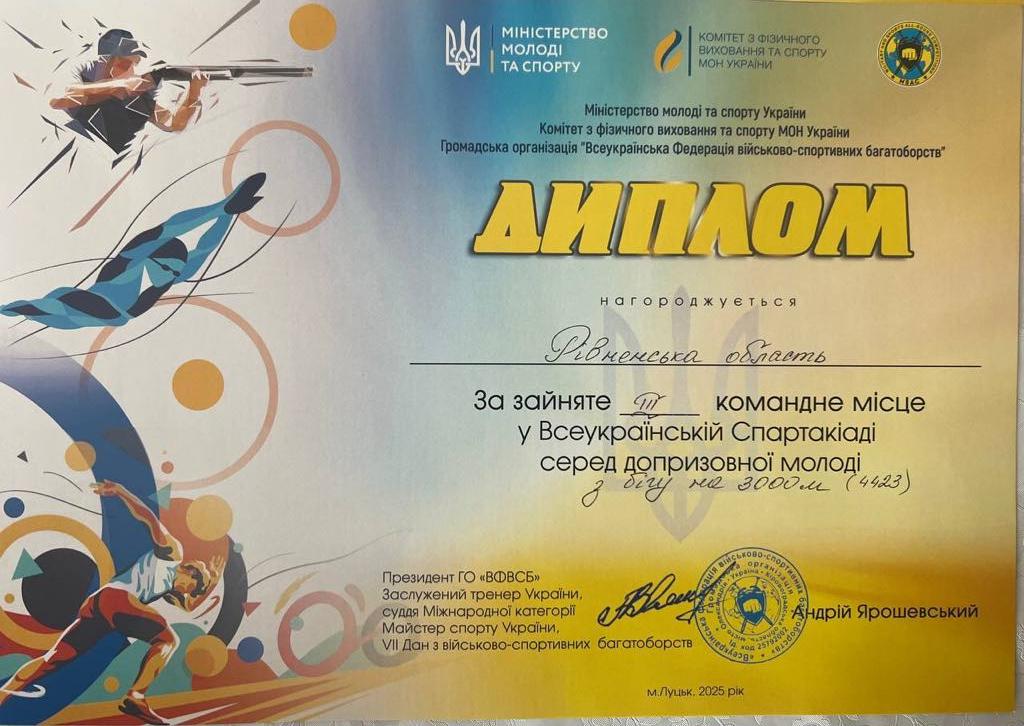 МІНІСТЕРСТВО
МОЛОДІ
ТА СПОРТУ
КОМІТЕТ З ФІЗИЧНОГО
ВИХОВАННЯ ТА СПОРТУ
МОН УКРАЇНИ
Міністерство молоді та спорту України
Комітет з фізичного виховання та спорту МОН України
Громадська організація "Всеукраїнська Федерація військово-спортивних багатоборств"
ДИПЛОМ
нагороджується
Рівненська область
За зайняте III командне місце
у Всеукраїнській Спартакіаді
серед допризовної молоді
з бігу на 3000м (4423)
Президент ГО «ВФВСБ»
Заслужений тренер України,
суддя Міжнародної категорії
Майстер спорту України,
VII Дан з військово-спортивних багатоборств
Андрій Ярошевський
м.Луцьк. 2025 рік